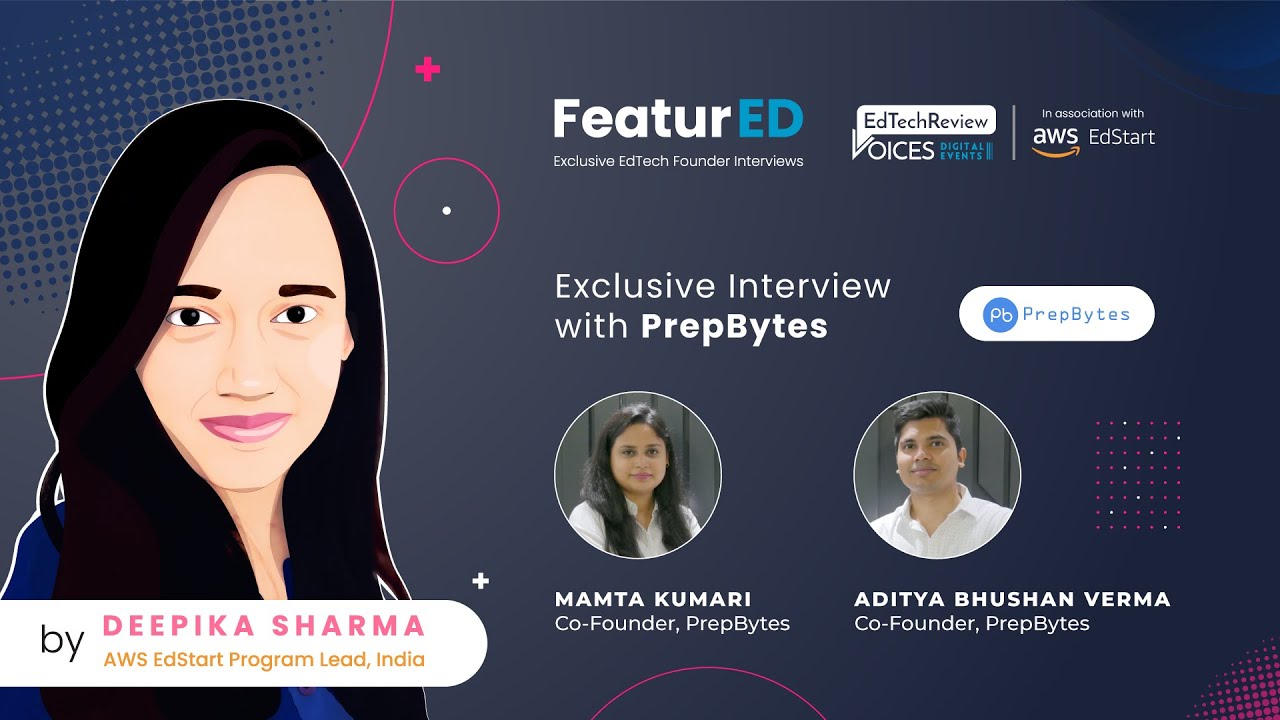 FeaturED
Exclusive EdTech Founder Interviews
EdTechReview
VOICES DIGITAL EVENTS
In association with
aws EdStart
Exclusive Interview
with PrepBytes
Pb PrepBytes
MAMTA KUMARI
Co-Founder, PrepBytes
ADITYA BHUSHAN VERMA
Co-Founder, PrepBytes
by DEEPIKA SHARMA
AWS EdStart Program Lead, India